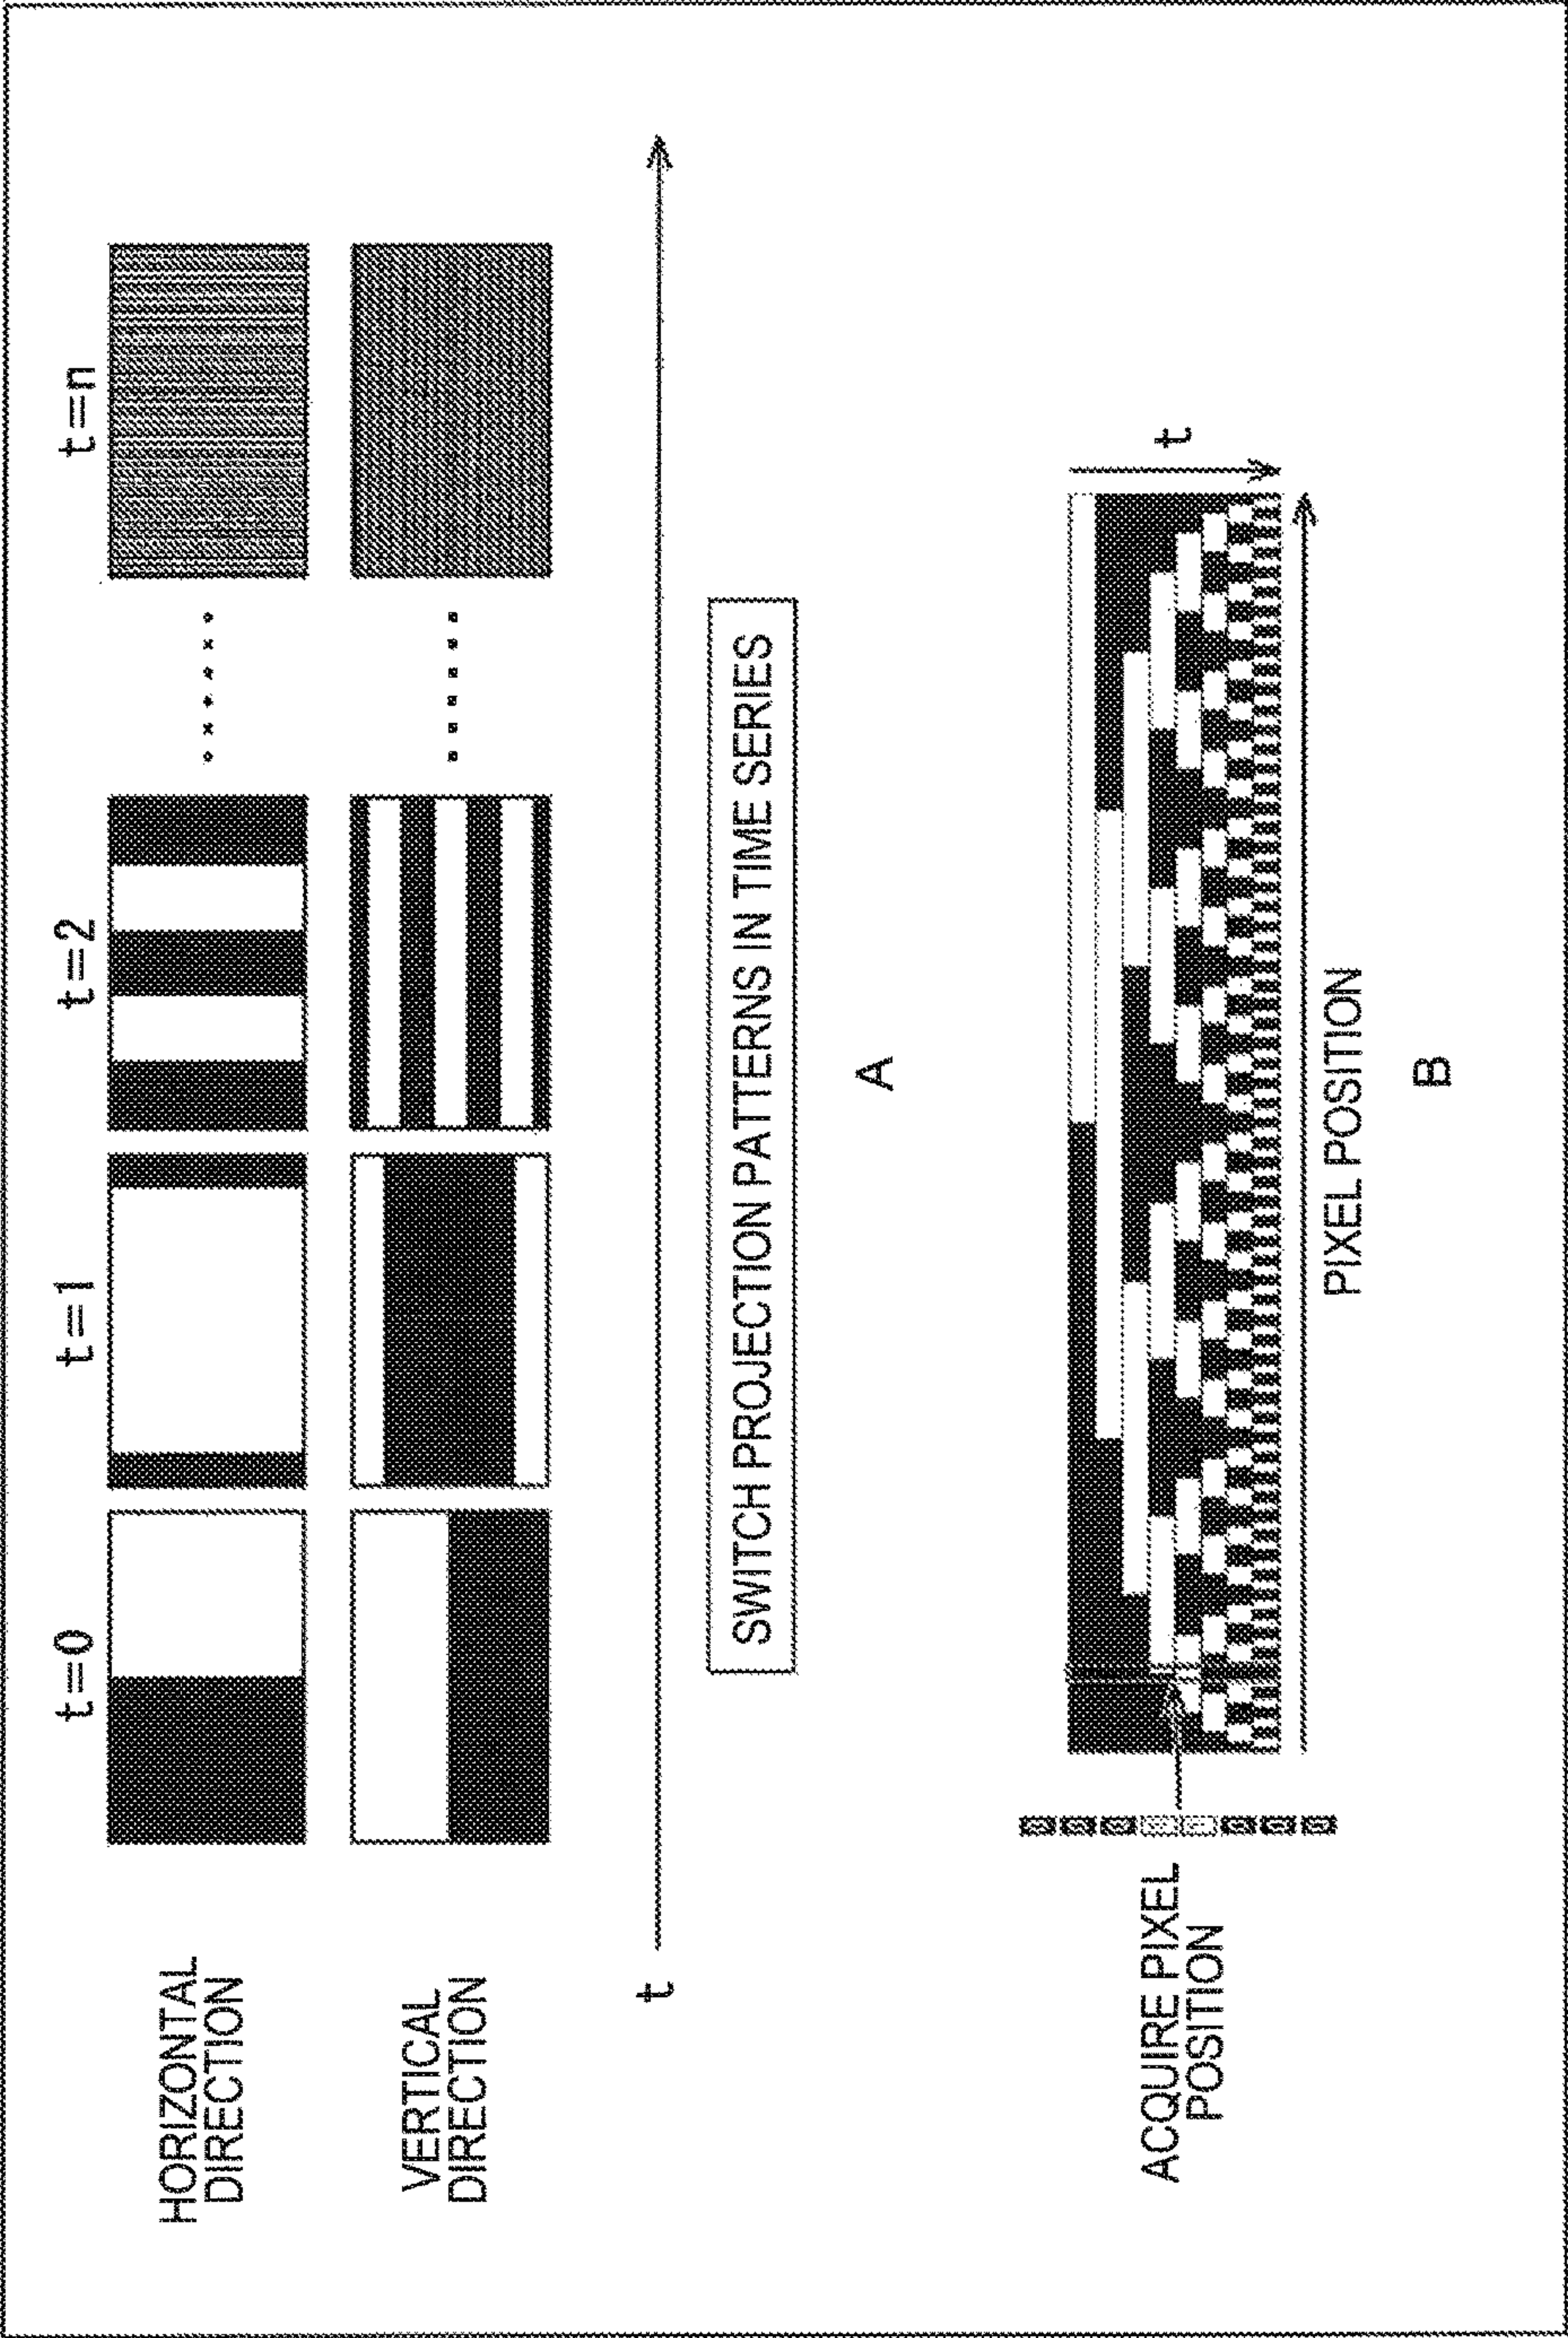 t=0
t=1
t=2
t=n
HORIZONTAL
DIRECTION
VERTICAL
DIRECTION
t
SWITCH PROJECTION PATTERNS IN TIME SERIES
A
ACQUIRE PIXEL
POSITION
t
PIXEL POSITION
B